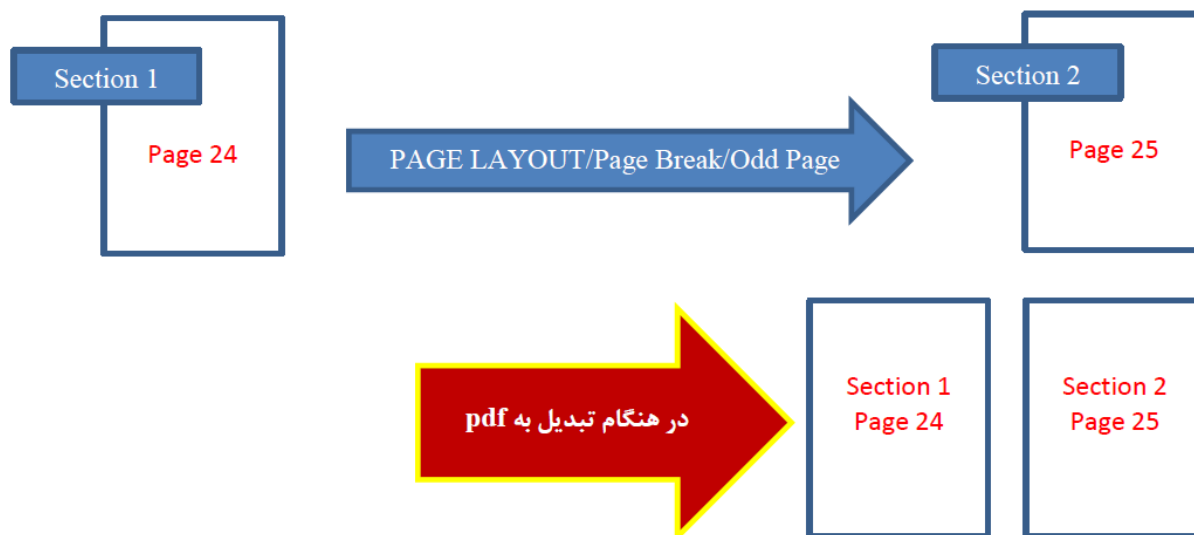 Section 1
Page 24
PAGE LAYOUT/Page Break/Odd Page
Section 2
Page 25
در هنگام تبدیل به pdf
Section 1
Page 24
Section 2
Page 25